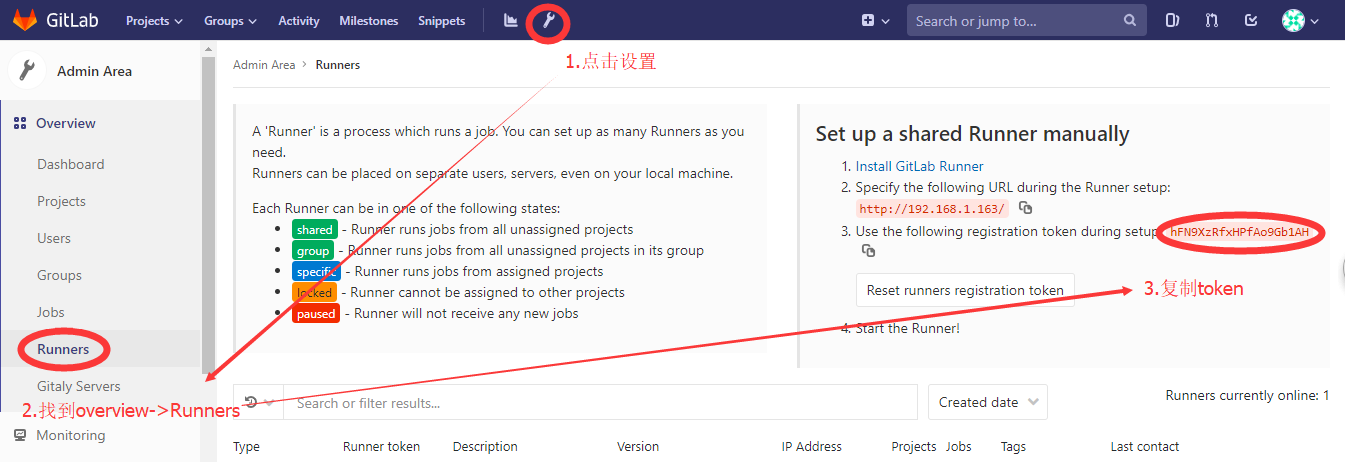 GitLab Projects Groups Activity Milestones Snippets Search or jump to...
1.点击设置
Admin Area
Overview
Dashboard
Projects
Users
Groups
Jobs
Runners
Gitaly Servers
2.找到overview->Runners
Monitoring
Admin Area > Runners
A 'Runner' is a process which runs a job. You can set up as many Runners as you
need.
Runners can be placed on separate users, servers, even on your local machine.
Each Runner can be in one of the following states:
shared - Runner runs jobs from all unassigned projects
group - Runner runs jobs from all unassigned projects in its group
specific - Runner runs jobs from assigned projects
locked - Runner cannot be assigned to other projects
paused - Runner will not receive any new jobs
Set up a shared Runner manually
1. Install GitLab Runner
2. Specify the following URL during the Runner setup:
http://192.168.1.163/
3. Use the following registration token during setup: hFN9XzRfxHPfAo9Gb1AH
Reset runners registration token
3.复制token
4. Start the Runner!
Search or filter results...
Created date
Runners currently online: 1
Type Runner token Description Version IP Address Projects Jobs Tags Last contact